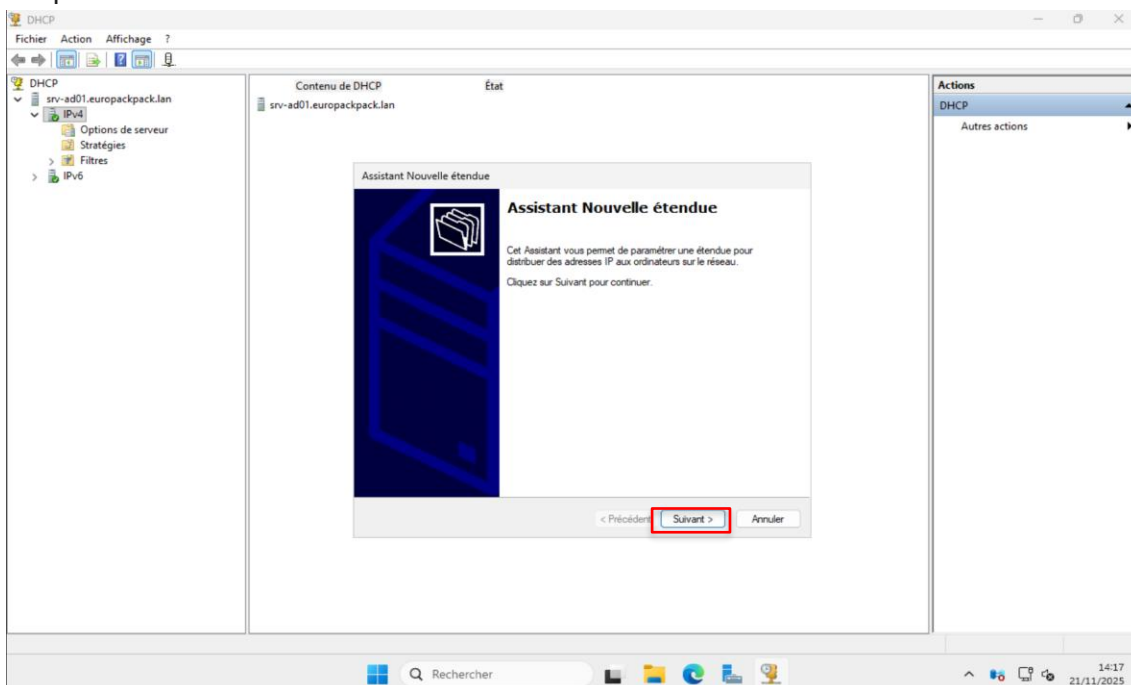 DHCP
Fichier Action Affichage ?
DHCP
srv-ad01.europackpack.lan
IPv4
Options de serveur
Stratégies
Filtres
IPv6
Contenu de DHCP État
srv-ad01.europackpack.lan
Actions
DHCP
Autres actions
Assistant Nouvelle étendue
Assistant Nouvelle étendue
Cet Assistant vous permet de paramétrer une étendue pour
distribuer des adresses IP aux ordinateurs sur le réseau.
Cliquez sur Suivant pour continuer.
< Précédent Suivant > Annuler
Rechercher
14:17
21/11/2025